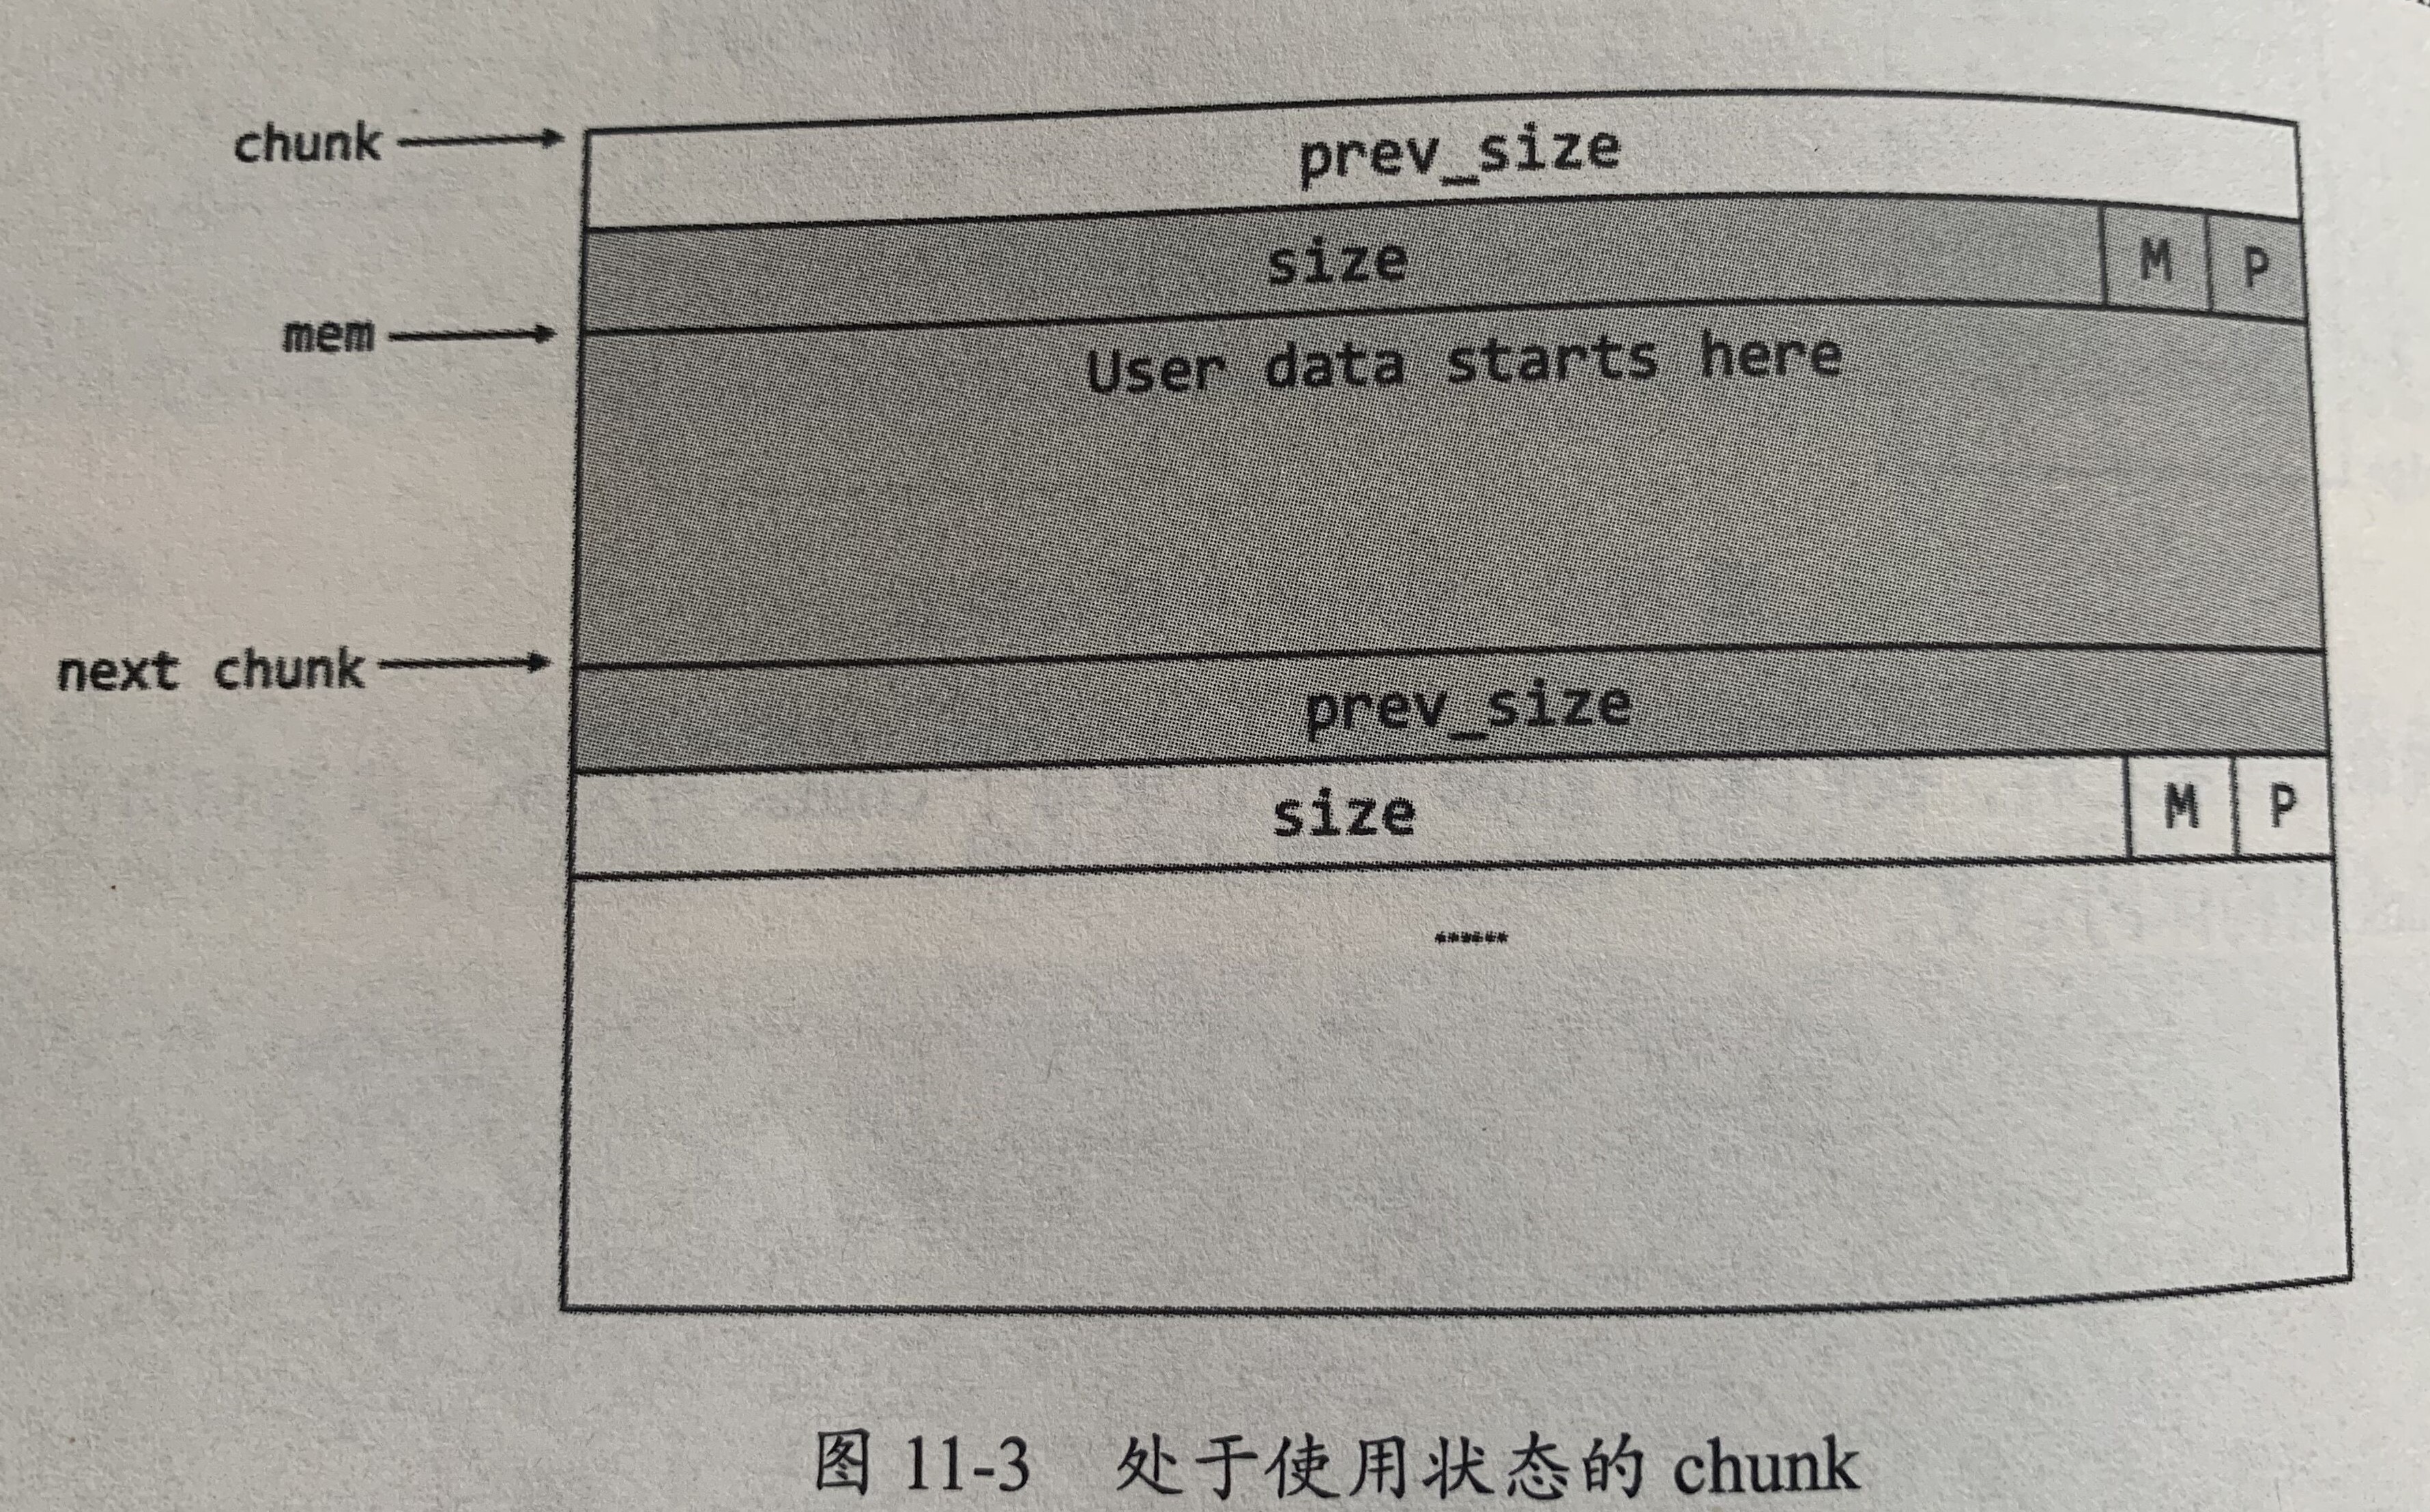 chunk
prev_size
size M P
mem
User data starts here
next chunk
prev_size
size M P
......
图 11-3 处于使用状态的 chunk